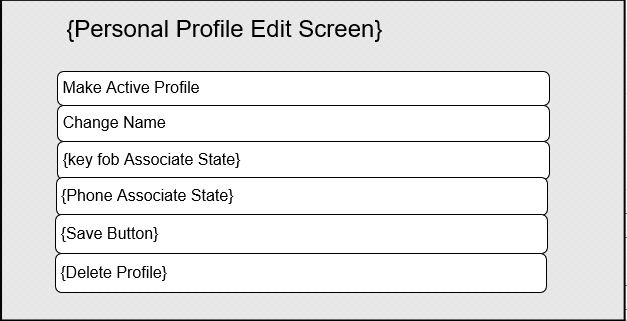 {Personal Profile Edit Screen}
Make Active Profile
Change Name
{key fob Associate State}
{Phone Associate State}
{Save Button}
{Delete Profile}